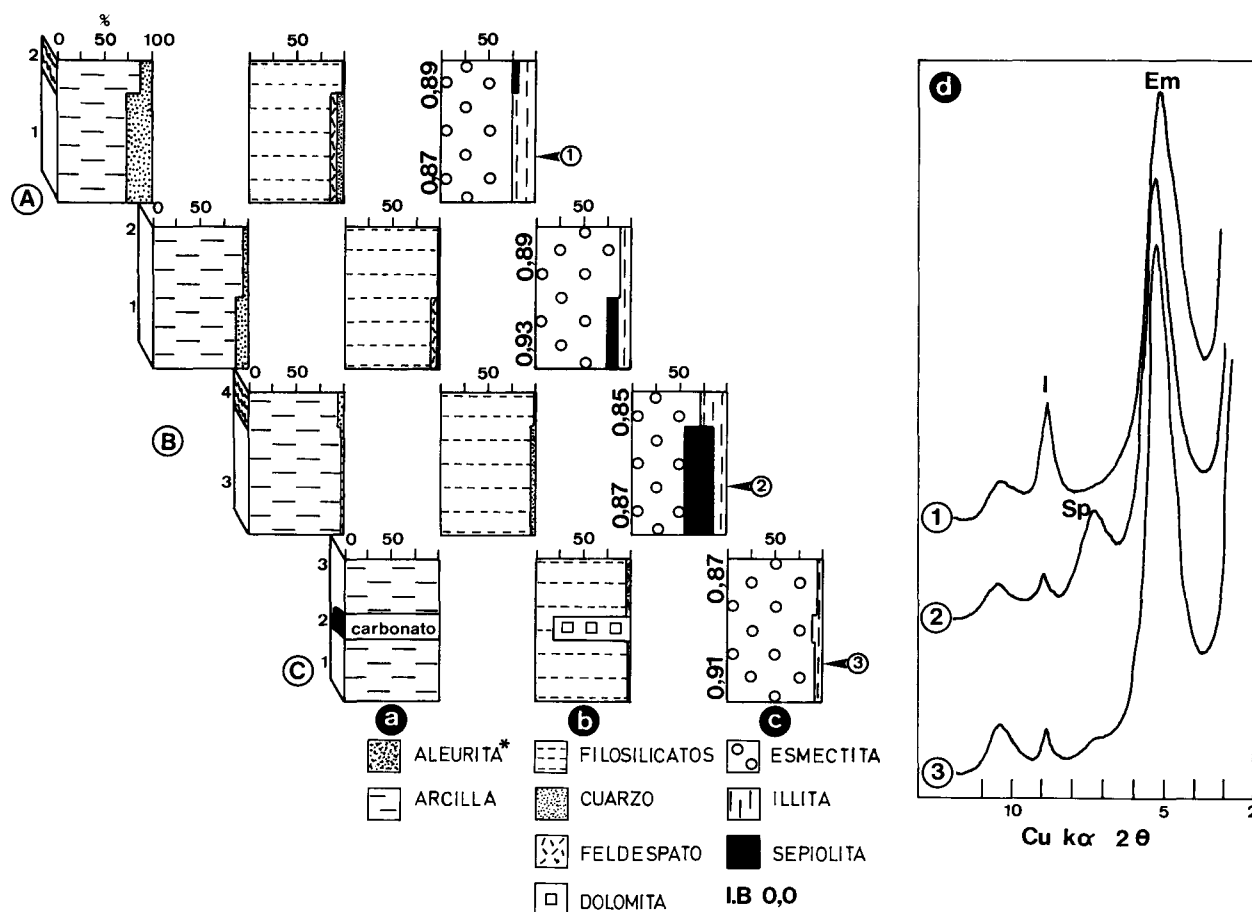 %
0 50 100
50
50
2
1
A
0,89
0,87
1
0 50
50
50
2
1
0,89
0,93
0 50
50
50
4
3
B
0,85
0,87
2
0 50
50
50
3
2
1
carbonato
C
0,87
0,91
3
a
b
c
ALEURITA*
ARCILLA
FILOSILICATOS
CUARZO
FELDESPATO
DOLOMITA
ESMECTITA
ILLITA
SEPIOLITA
I.B 0,0
d
Em
I
Sp
1
2
3
10 5 2
Cu kα 2θ